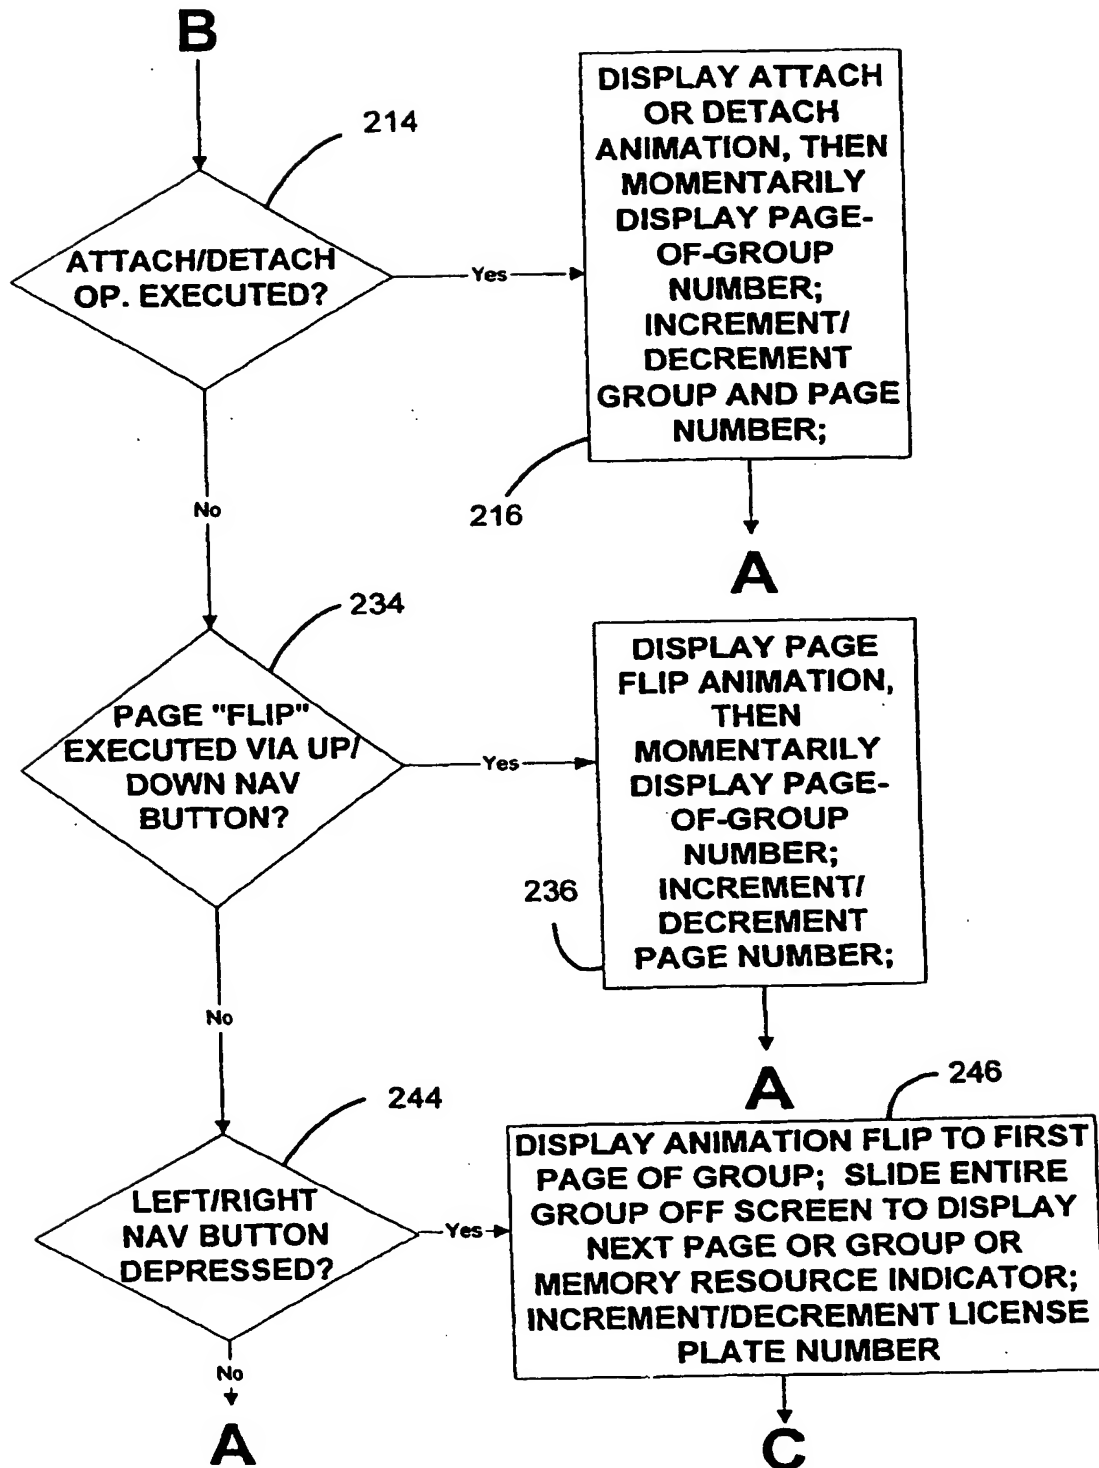 B
214
ATTACH/DETACH
OP. EXECUTED?
Yes
DISPLAY ATTACH
OR DETACH
ANIMATION, THEN
MOMENTARILY
DISPLAY PAGE-
OF-GROUP
NUMBER;
INCREMENT/
DECREMENT
GROUP AND PAGE
NUMBER;
216
A
No
234
PAGE "FLIP"
EXECUTED VIA UP/
DOWN NAV
BUTTON?
Yes
DISPLAY PAGE
FLIP ANIMATION,
THEN
MOMENTARILY
DISPLAY PAGE-
OF-GROUP
NUMBER;
INCREMENT/
DECREMENT
PAGE NUMBER;
236
A
No
244
LEFT/RIGHT
NAV BUTTON
DEPRESSED?
Yes
246
DISPLAY ANIMATION FLIP TO FIRST
PAGE OF GROUP; SLIDE ENTIRE
GROUP OFF SCREEN TO DISPLAY
NEXT PAGE OR GROUP OR
MEMORY RESOURCE INDICATOR;
INCREMENT/DECREMENT LICENSE
PLATE NUMBER
No
A
C